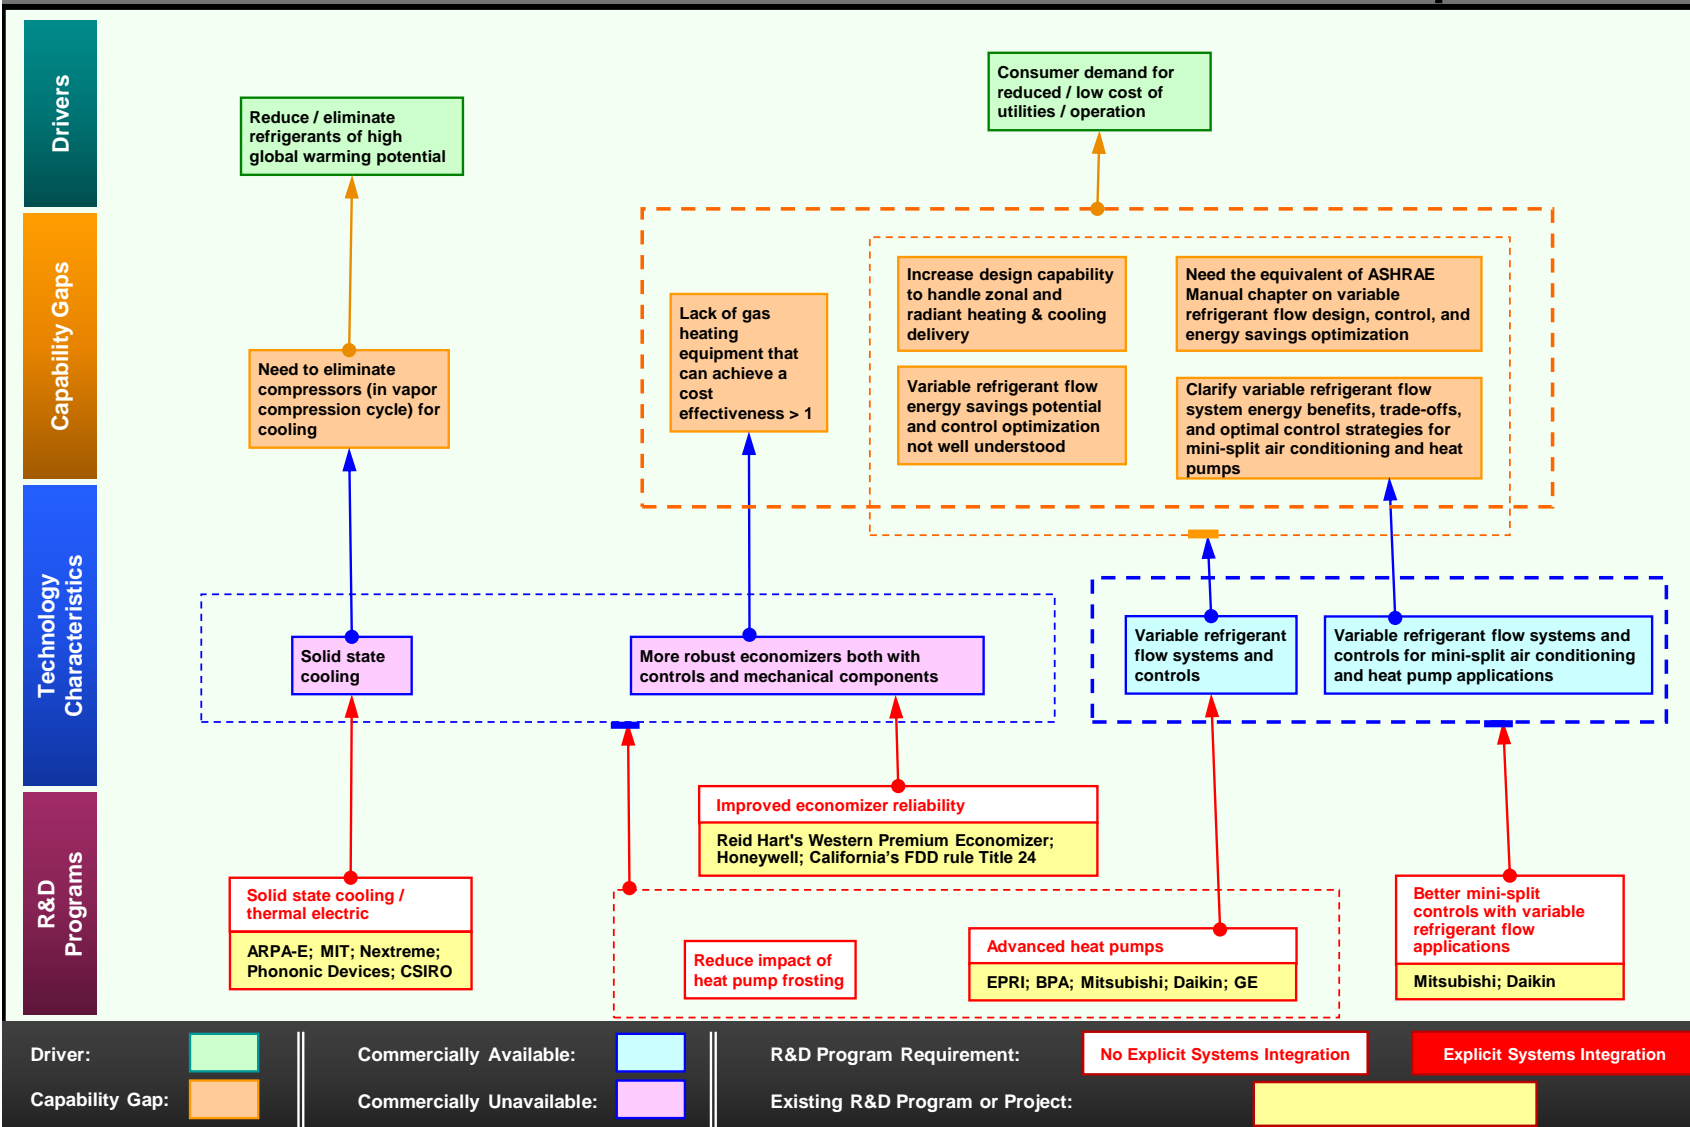 Drivers
Consumer demand for
reduced / low cost of
utilities / operation
Reduce / eliminate
refrigerants of high
global warming potential
Capability Gaps
Need to eliminate
compressors (in vapor
compression cycle) for
cooling
Lack of gas
heating
equipment that
can achieve a
cost
effectiveness > 1
Increase design capability
to handle zonal and
radiant heating & cooling
delivery
Need the equivalent of ASHRAE
Manual chapter on variable
refrigerant flow design, control, and
energy savings optimization
Variable refrigerant flow
energy savings potential
and control optimization
not well understood
Clarify variable refrigerant flow
system energy benefits, trade-offs,
and optimal control strategies for
mini-split air conditioning and heat
pumps
Technology
Characteristics
Solid state
cooling
More robust economizers both with
controls and mechanical components
Variable refrigerant
flow systems and
controls
Variable refrigerant flow systems and
controls for mini-split air conditioning
and heat pump applications
R&D
Programs
Improved economizer reliability
Reid Hart's Western Premium Economizer;
Honeywell; California's FDD rule Title 24
Solid state cooling /
thermal electric
ARPA-E; MIT; Nextreme;
Phononic Devices; CSIRO
Reduce impact of
heat pump frosting
Advanced heat pumps
EPRI; BPA; Mitsubishi; Daikin; GE
Better mini-split
controls with variable
refrigerant flow
applications
Mitsubishi; Daikin
Driver:
Capability Gap:
Commercially Available:
Commercially Unavailable:
R&D Program Requirement:
No Explicit Systems Integration
Explicit Systems Integration
Existing R&D Program or Project: